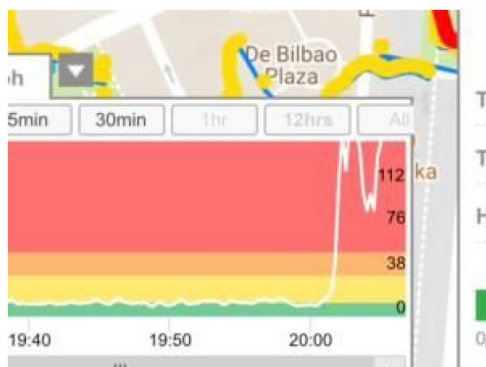 De Bilbao
Plaza
5min
30min
1hr
12hrs
All
112
ka
76
38
0
19:40
19:50
20:00